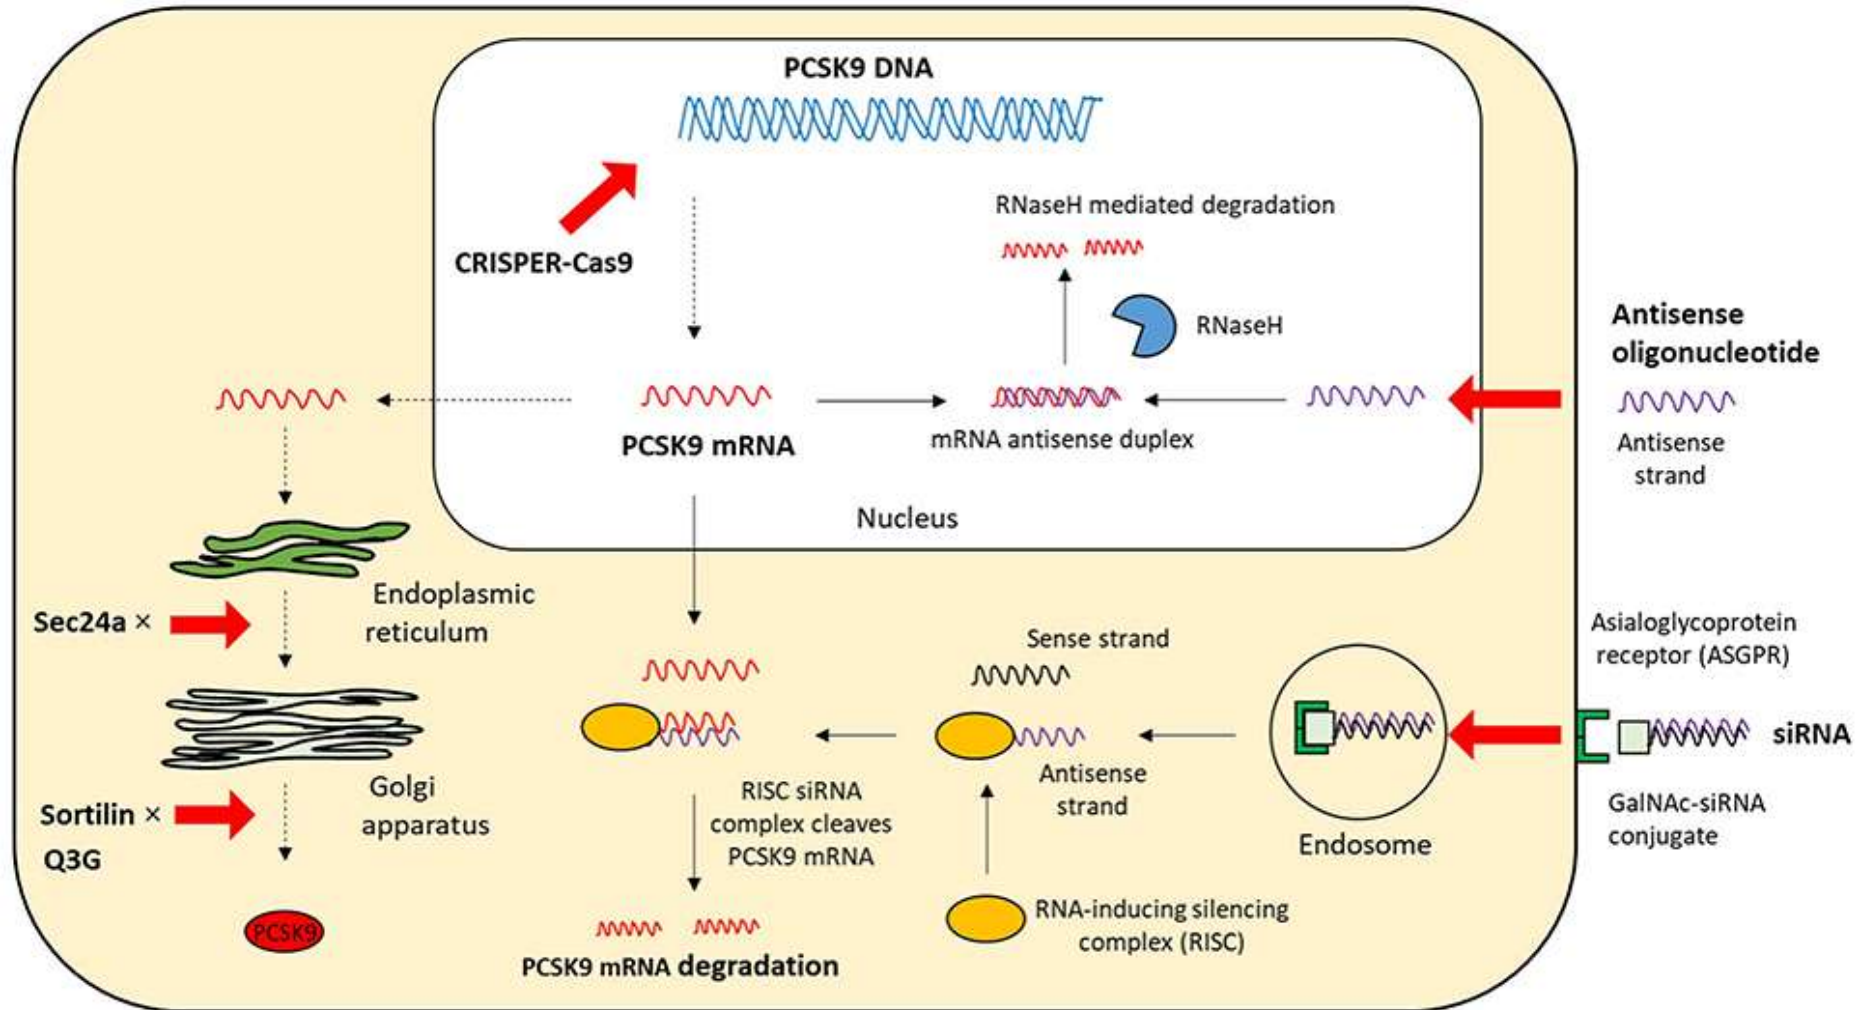 PCSK9 DNA
CRISPER-Cas9
RNaseH mediated degradation
RNaseH
Antisense
oligonucleotide
Antisense
strand
PCSK9 mRNA
mRNA antisense duplex
Nucleus
Endoplasmic
reticulum
Sec24a ×
Golgi
apparatus
Sortilin ×
Q3G
PCSK9
Sense strand
Antisense
strand
RISC siRNA
complex cleaves
PCSK9 mRNA
PCSK9 mRNA degradation
RNA-inducing silencing
complex (RISC)
Endosome
Asialoglycoprotein
receptor (ASGPR)
siRNA
GalNAc-siRNA
conjugate